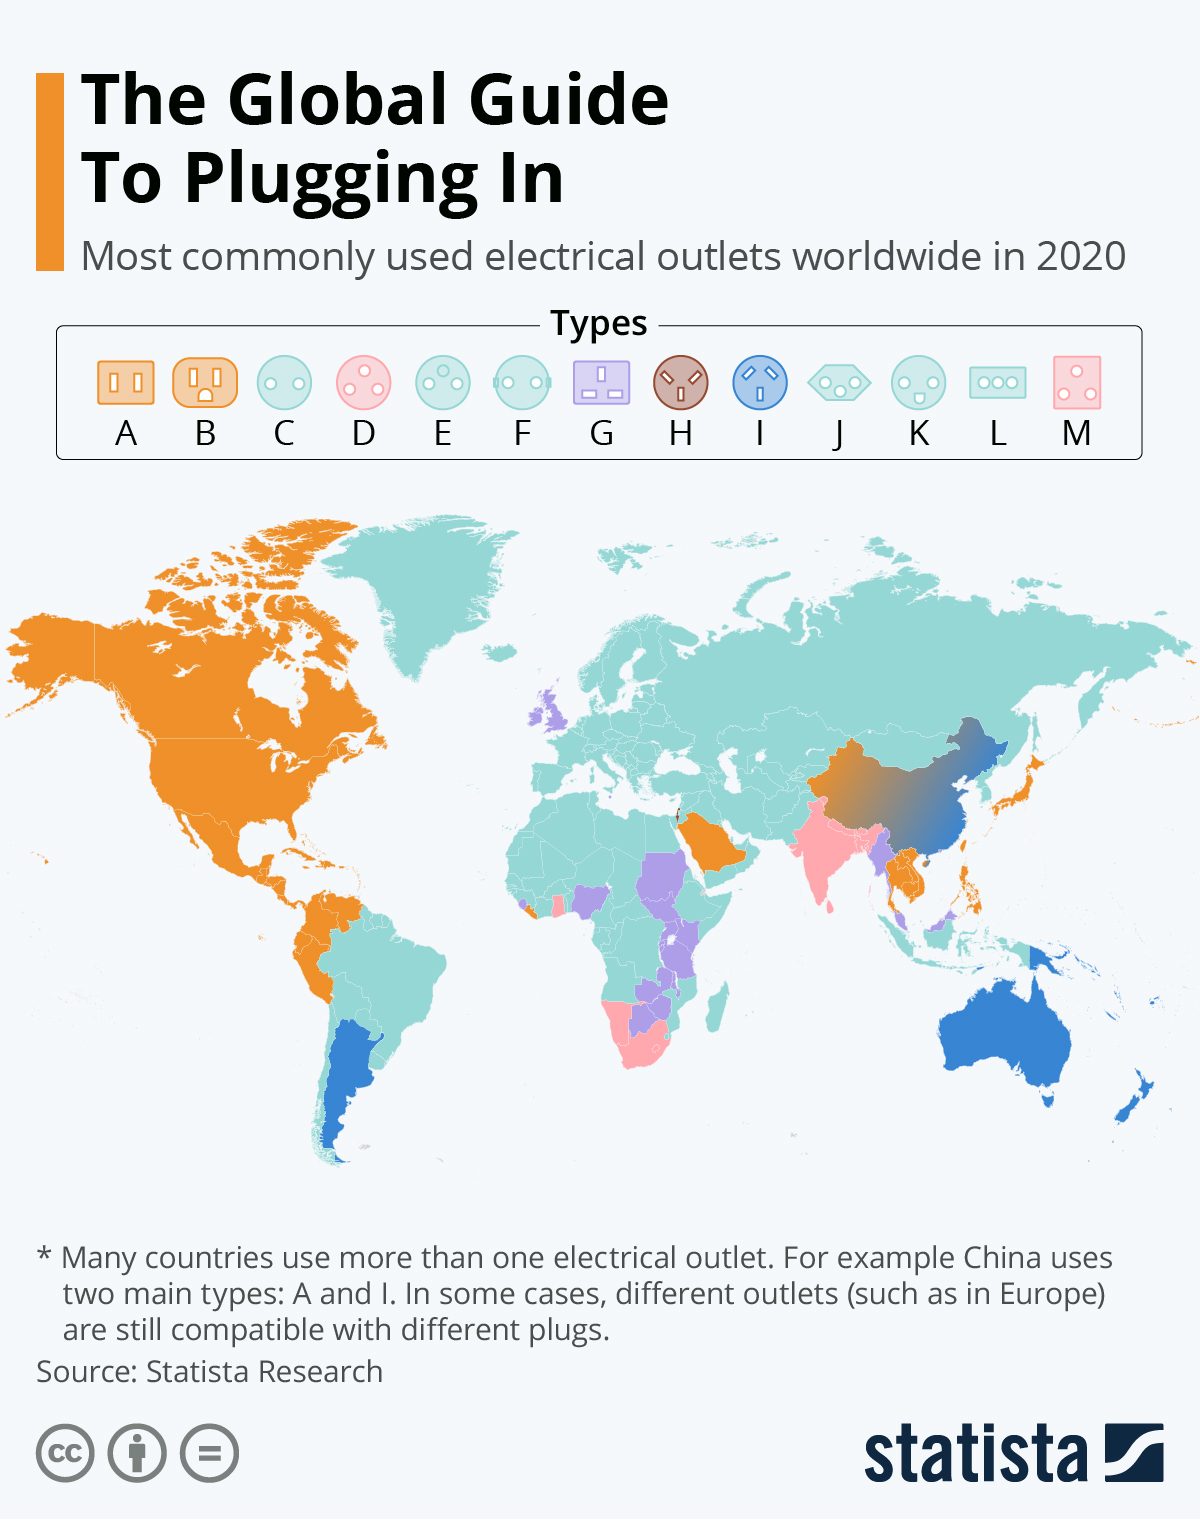 The Global Guide
To Plugging In
Most commonly used electrical outlets worldwide in 2020
Types
A B C D E F G H I J K L M
* Many countries use more than one electrical outlet. For example China uses
two main types: A and I. In some cases, different outlets (such as in Europe)
are still compatible with different plugs.
Source: Statista Research
cc
statista